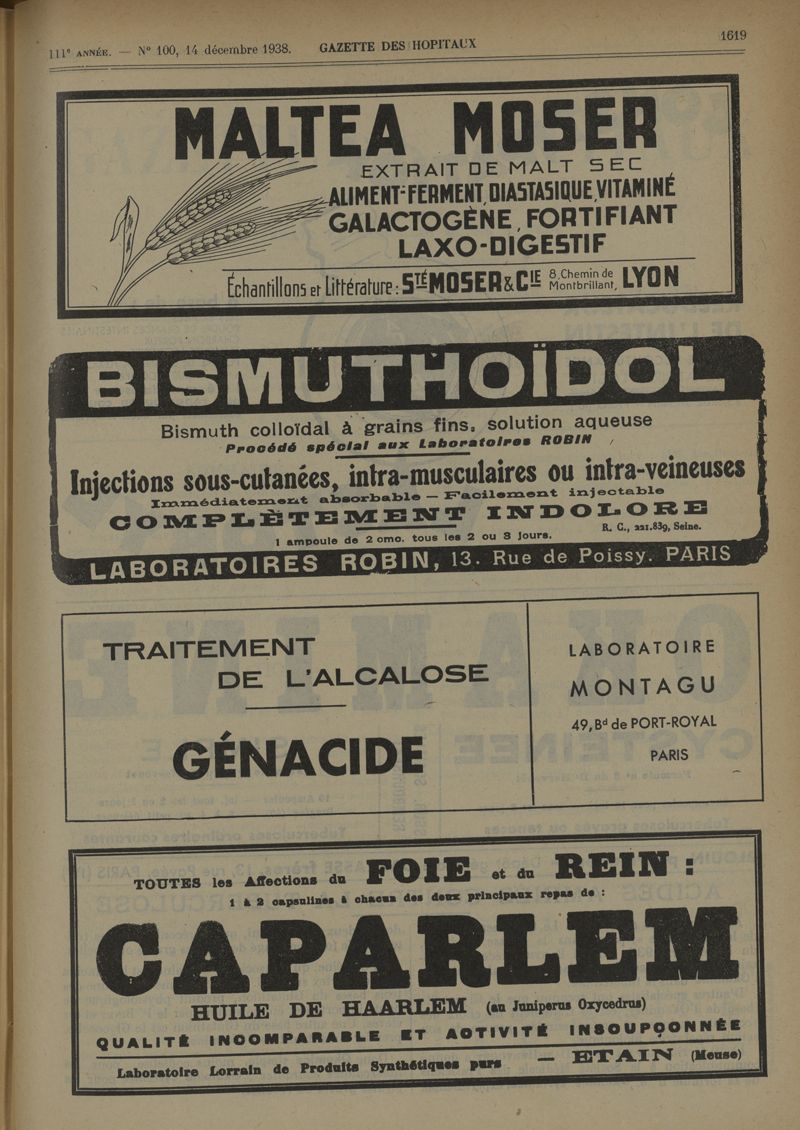 111e ANNÉE. — N° 100, 14 décembre 1938. GAZETTE DES HOPITAUX 1619
MALTEA MOSER
EXTRAIT DE MALT SEC
ALIMENT-FERMENT, DIASTASIQUE, VITAMINÉ
GALACTOGÈNE, FORTIFIANT
LAXO-DIGESTIF
Échantillons et Littérature : STÉ MOSER & CIE 8, Chemin de Montbrillant, LYON
BISMUTHOÏDOL
Bismuth colloïdal à grains fins, solution aqueuse
Procédé spécial aux Laboratoires ROBIN
Injections sous-cutanées, intra-musculaires ou intra-veineuses
Immédiatement absorbable — Facilement injectable
COMPLÈTEMENT INDOLORE
R. C., 221.839, Seine.
1 ampoule de 2 cmc. tous les 2 ou 3 jours.
LABORATOIRES ROBIN, 13. Rue de Poissy. PARIS
TRAITEMENT
DE L'ALCALOSE
GÉNACIDE
LABORATOIRE
MONTAGU
49, Bd de PORT-ROYAL
PARIS
TOUTES les Affections du FOIE et du REIN :
1 à 2 capsulines à chacun des deux principaux repas de :
CAPARLEM
HUILE DE HAARLEM (au Juniperus Oxycedrus)
QUALITÉ INCOMPARABLE ET ACTIVITÉ INSOUPÇONNÉE
Laboratoire Lorrain de Produits Synthétiques purs — ETAIN (Meuse)